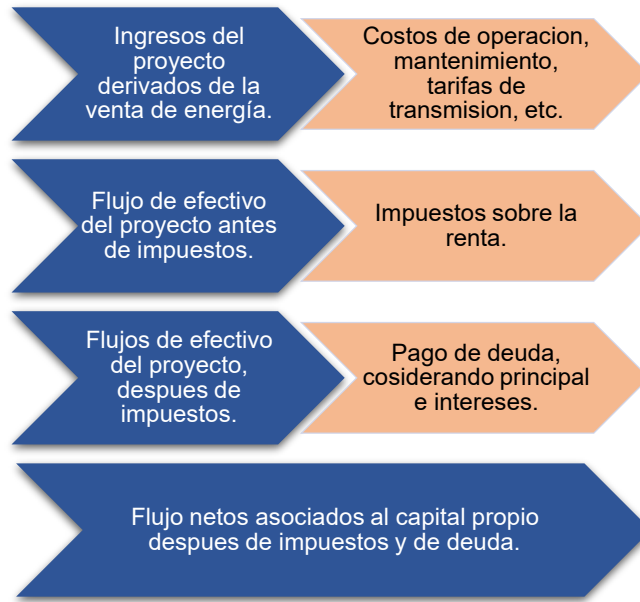 Ingresos del
proyecto
derivados de la
venta de energía.
Costos de operacion,
mantenimiento,
tarifas de
transmision, etc.
Flujo de efectivo
del proyecto antes
de impuestos.
Impuestos sobre la
renta.
Flujos de efectivo
del proyecto,
despues de
impuestos.
Pago de deuda,
cosiderando principal
e intereses.
Flujo netos asociados al capital propio
despues de impuestos y de deuda.